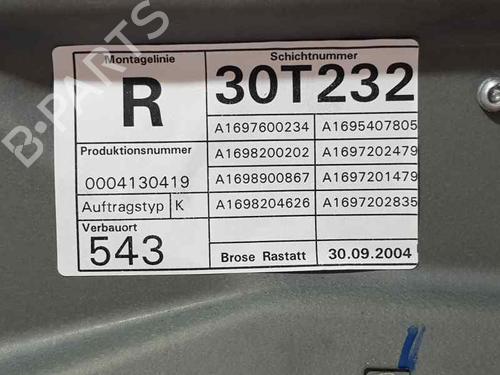 Montagelinie
R
Schichtnummer
30T232
Produktionsnummer
0004130419
Auftragstyp K
Verbauort
543
A1697600234 A1695407805
A1698200202 A1697202479
A1698900867 A1697201479
A1698204626 A1697202835
Brose Rastatt 30.09.2004
B-PARTS